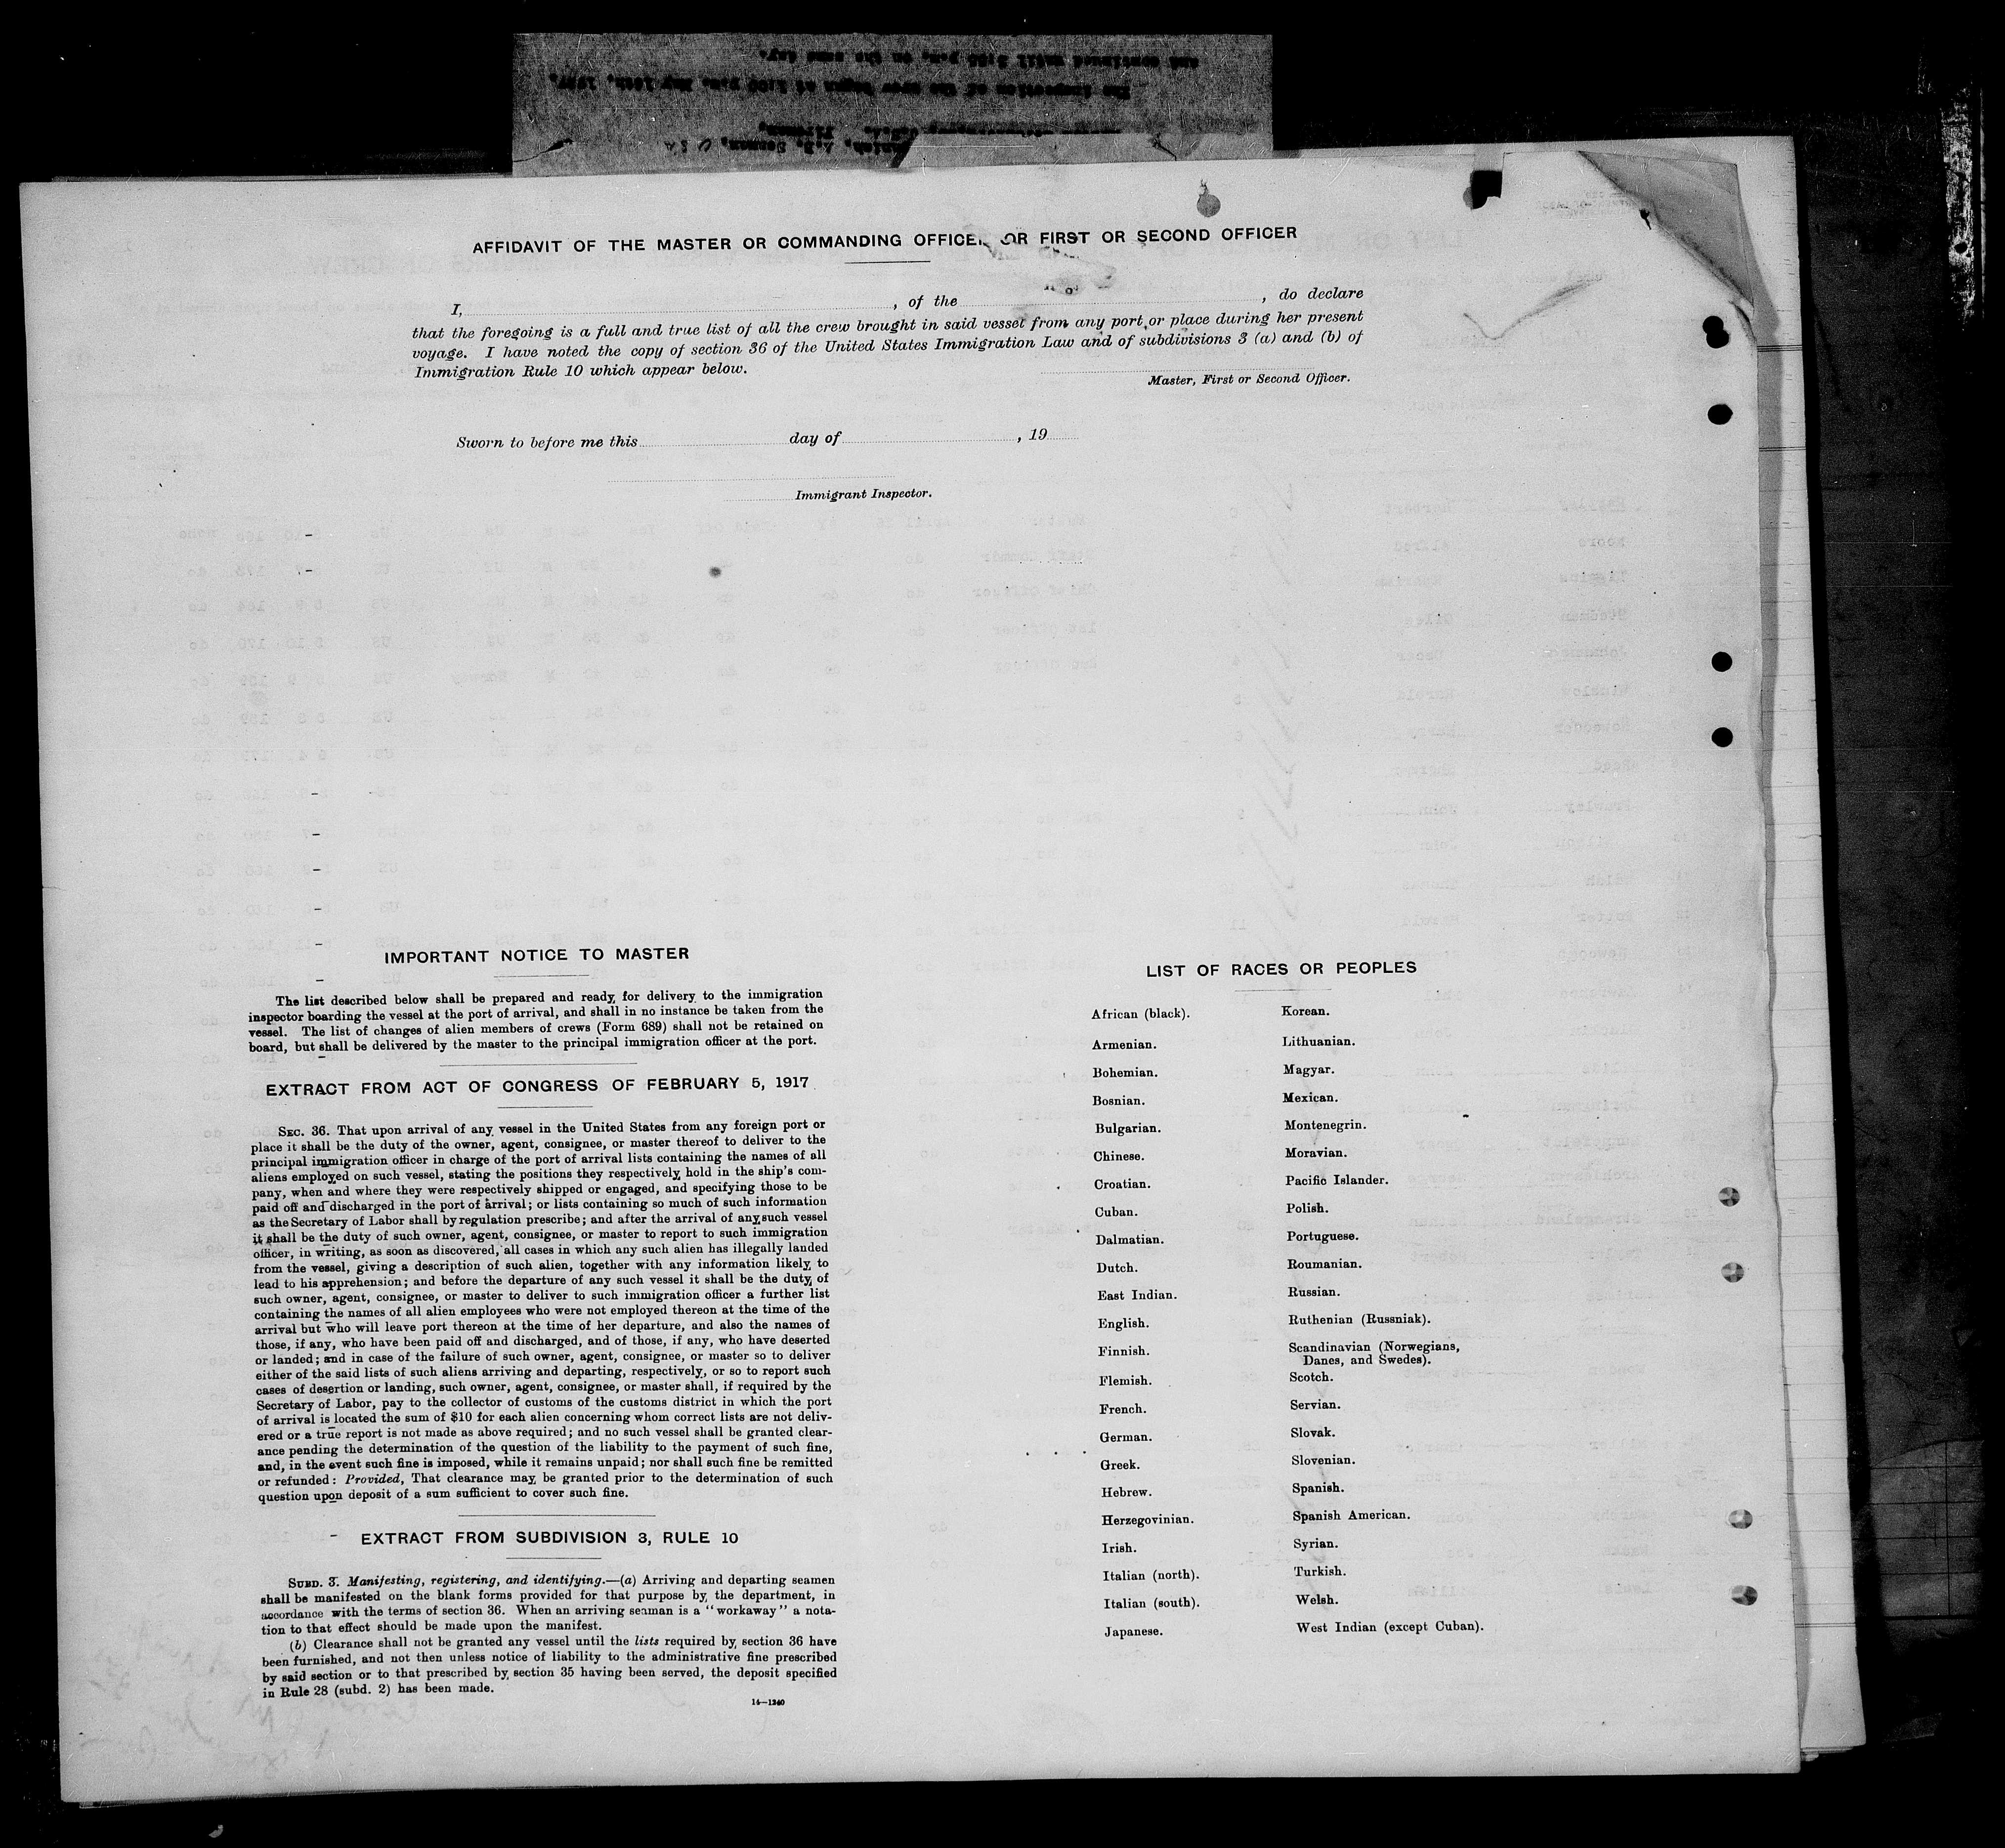 AFFIDAVIT OF THE MASTER OR COMMANDING OFFICER OR FIRST OR SECOND OFFICER
I, , of the , do declare
that the foregoing is a full and true list of all the crew brought in said vessel from any port or place during her present
voyage. I have noted the copy of section 36 of the United States Immigration Law and of subdivisions 3 (a) and (b) of
Immigration Rule 10 which appear below.
Master, First or Second Officer.
Sworn to before me this day of , 19
Immigrant Inspector.
IMPORTANT NOTICE TO MASTER
The list described below shall be prepared and ready for delivery to the immigration
inspector boarding the vessel at the port of arrival, and shall in no instance be taken from the
vessel. The list of changes of alien members of crews (Form 689) shall not be retained on
board, but shall be delivered by the master to the principal immigration officer at the port.
EXTRACT FROM ACT OF CONGRESS OF FEBRUARY 5, 1917
SEC. 36. That upon arrival of any vessel in the United States from any foreign port or
place it shall be the duty of the owner, agent, consignee, or master thereof to deliver to the
principal immigration officer in charge of the port of arrival lists containing the names of all
aliens employed on such vessel, stating the positions they respectively hold in the ship's com-
pany, when and where they were respectively shipped or engaged, and specifying those to be
paid off and discharged in the port of arrival; or lists containing so much of such information
as the Secretary of Labor shall by regulation prescribe; and after the arrival of any such vessel
it shall be the duty of such owner, agent, consignee, or master to report to such immigration
officer, in writing, as soon as discovered, all cases in which any such alien has illegally landed
from the vessel, giving a description of such alien, together with any information likely to
lead to his apprehension; and before the departure of any such vessel it shall be the duty of
such owner, agent, consignee, or master to deliver to such immigration officer a further list
containing the names of all alien employees who were not employed thereon at the time of the
arrival but who will leave port thereon at the time of her departure, and also the names of
those, if any, who have been paid off and discharged, and of those, if any, who have deserted
or landed; and in case of the failure of such owner, agent, consignee, or master so to deliver
either of the said lists of such aliens arriving and departing, respectively, or so to report such
cases of desertion or landing, such owner, agent, consignee, or master shall, if required by the
Secretary of Labor, pay to the collector of customs of the customs district in which the port
of arrival is located the sum of $10 for each alien concerning whom correct lists are not deliv-
ered or a true report is not made as above required; and no such vessel shall be granted clear-
ance pending the determination of the question of the liability to the payment of such fine,
and, in the event such fine is imposed, while it remains unpaid; nor shall such fine be remitted
or refunded: Provided, That clearance may be granted prior to the determination of such
question upon deposit of a sum sufficient to cover such fine.
EXTRACT FROM SUBDIVISION 3, RULE 10
SUBD. 3. Manifesting, registering, and identifying.—(a) Arriving and departing seamen
shall be manifested on the blank forms provided for that purpose by the department, in
accordance with the terms of section 36. When an arriving seaman is a "workaway" a nota-
tion to that effect should be made upon the manifest.
(b) Clearance shall not be granted any vessel until the lists required by section 36 have
been furnished, and not then unless notice of liability to the administrative fine prescribed
by said section or to that prescribed by section 35 having been served, the deposit specified
in Rule 28 (subd. 2) has been made.
14—1240
LIST OF RACES OR PEOPLES
African (black).
Armenian.
Bohemian.
Bosnian.
Bulgarian.
Chinese.
Croatian.
Cuban.
Dalmatian.
Dutch.
East Indian.
English.
Finnish.
Flemish.
French.
German.
Greek.
Hebrew.
Herzegovinian.
Irish.
Italian (north).
Italian (south).
Japanese.
Korean.
Lithuanian.
Magyar.
Mexican.
Montenegrin.
Moravian.
Pacific Islander.
Polish.
Portuguese.
Roumanian.
Russian.
Ruthenian (Russniak).
Scandinavian (Norwegians,
Danes, and Swedes).
Scotch.
Servian.
Slovak.
Slovenian.
Spanish.
Spanish American.
Syrian.
Turkish.
Welsh.
West Indian (except Cuban).